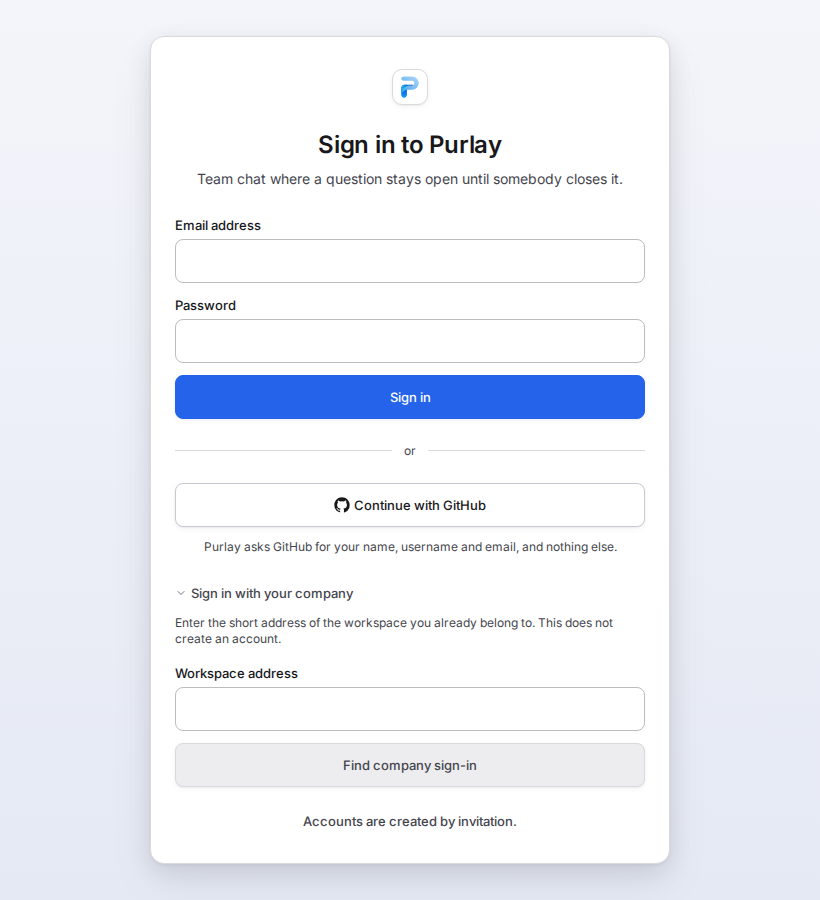 Sign in to Purlay
Team chat where a question stays open until somebody closes it.
Email address
Password
Sign in
or
Continue with GitHub
Purlay asks GitHub for your name, username and email, and nothing else.
Sign in with your company
Enter the short address of the workspace you already belong to. This does not
create an account.
Workspace address
Find company sign-in
Accounts are created by invitation.